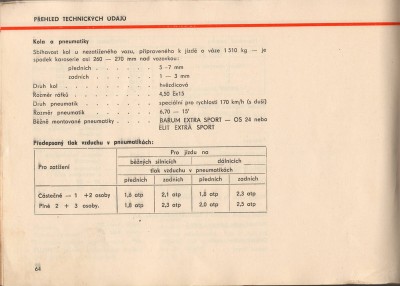 PŘEHLED TECHNICKÝCH ÚDAJŮ
Kola a pneumatiky
Sbíhavost kol u nezatíženého vozu, připraveného k jízdě o váze 1 510 kg — je
spodek karoserie asi 260 — 270 mm nad vozovkou:
předních . . . . . . 5 – 7 mm
zadních . . . . . . 1 — 3 mm
Druh kol . . . . . . hvězdicová
Rozměr ráfků . . . . . . 4,50 Ex15
Druh pneumatik . . . . . . speciální pro rychlosti 170 km/h (s duší)
Rozměr pneumatik . . . . . . 6,70 — 15"
Běžně montované pneumatiky . BARUM EXTRA SPORT — OS 24 nebo
ELIT EXTRA SPORT
Předepsaný tlak vzduchu v pneumatikách:
Pro zatížení
Pro jízdu na
běžných silnicích dálnicích
tlak vzduchu v pneumatikách
předních zadních předních zadních
Částečné — 1 + 2 osoby 1,6 atp 2,1 atp 1,8 atp 2,3 atp
Plné 2 + 3 osoby. 1,8 atp 2,3 atp 2,0 atp 2,5 atp
64